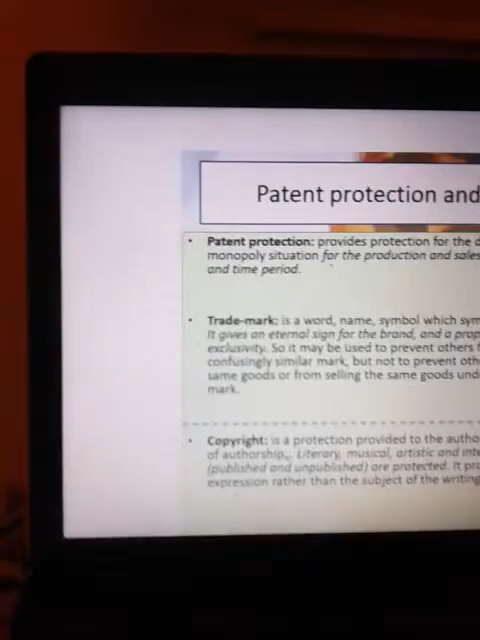 Patent protection and
• Patent protection: provides protection for the
monopoly situation for the production and sales
and time period.
• Trade-mark: is a word, name, symbol which sym
It gives an eternal sign for the brand, and a prop
exclusivity. So it may be used to prevent others f
confusingly similar mark, but not to prevent oth
same goods or from selling the same goods und
mark.
• Copyright: is a protection provided to the autho
of authorship,. Literary, musical, artistic and inte
(published and unpublished) are protected. It pro
expression rather than the subject of the writing